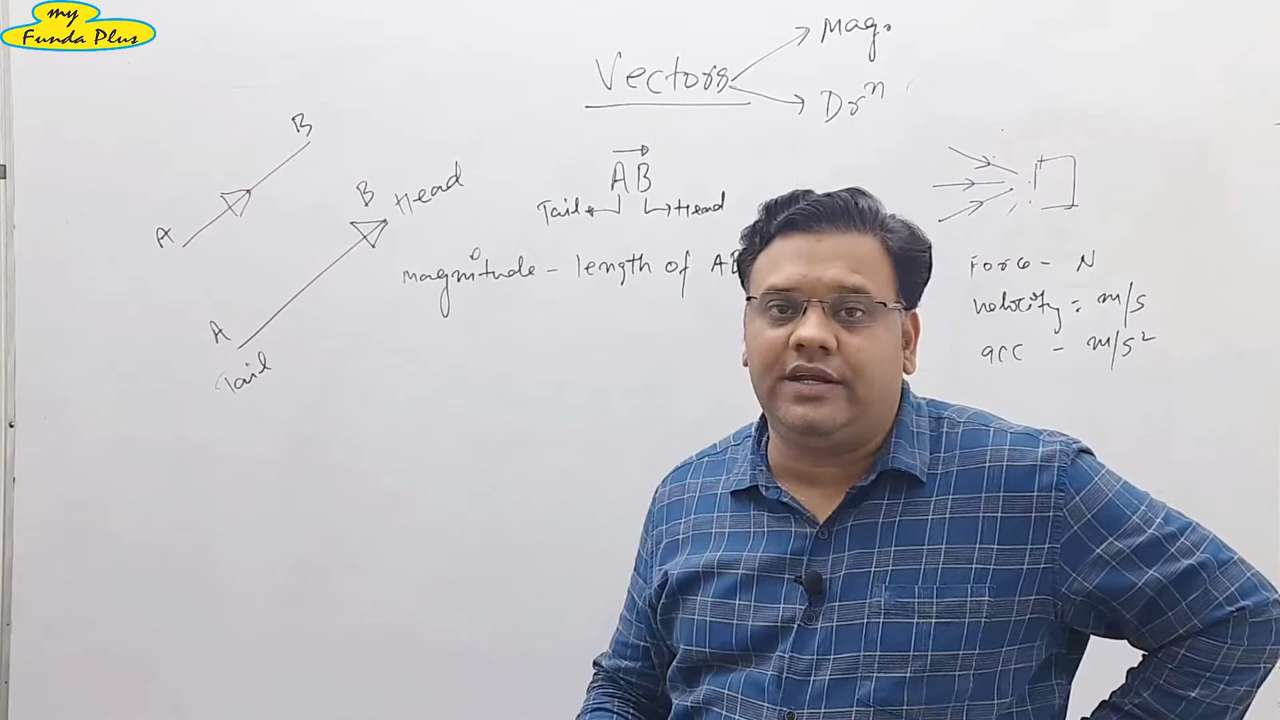 my
Funda Plus
Vectors
Mag.
Drⁿ
B
A
B Head
A
Tail
AB
Tail
Head
magnitude - length of AB
Force - N
velocity = m/s
acc - m/s²